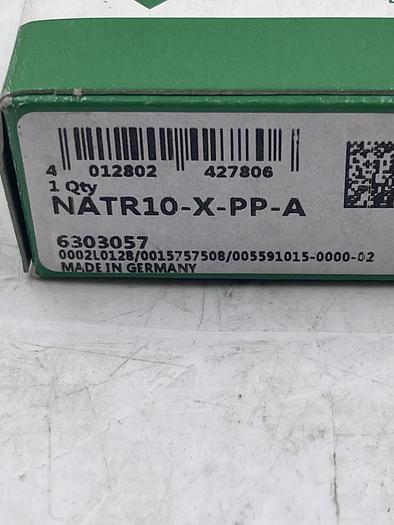 4 012802 427806
1 Qty
NATR10-X-PP-A
6303057
0002L0128/0015757508/005591015-0000-02
MADE IN GERMANY